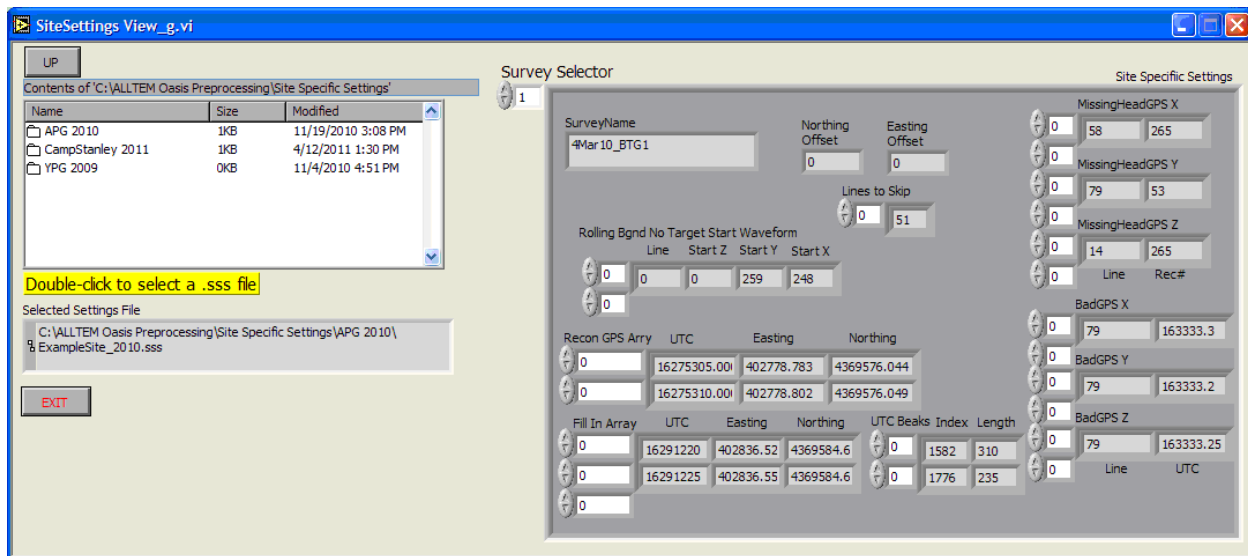 SiteSettings View_g.vi
UP
Contents of 'C:\ALLTEM Oasis Preprocessing\Site Specific Settings'
Name Size Modified
APG 2010 1KB 11/19/2010 3:08 PM
CampStanley 2011 1KB 4/12/2011 1:30 PM
YPG 2009 0KB 11/4/2010 4:51 PM
Double-click to select a .sss file
Selected Settings File
C:\ALLTEM Oasis Preprocessing\Site Specific Settings\APG 2010\
ExampleSite_2010.sss
EXIT
Survey Selector
1
Site Specific Settings
SurveyName
4Mar10_BTG1
Northing
Offset
0
Easting
Offset
0
Lines to Skip
0 51
Rolling Bgnd No Target Start Waveform
Line Start Z Start Y Start X
0 0 0 259 248
0
Recon GPS Arry UTC Easting Northing
0 16275305.00 402778.783 4369576.044
0 16275310.00 402778.802 4369576.049
Fill In Array UTC Easting Northing
0 16291220 402836.52 4369584.6
0 16291225 402836.55 4369584.6
0
UTC Beaks Index Length
0 1582 310
0 1776 235
MissingHeadGPS X
0 58 265
0
MissingHeadGPS Y
79 53
0
MissingHeadGPS Z
0 14 265
0 Line Rec#
BadGPS X
0 79 163333.3
0 BadGPS Y
0 79 163333.2
0 BadGPS Z
0 79 163333.25
0 Line UTC